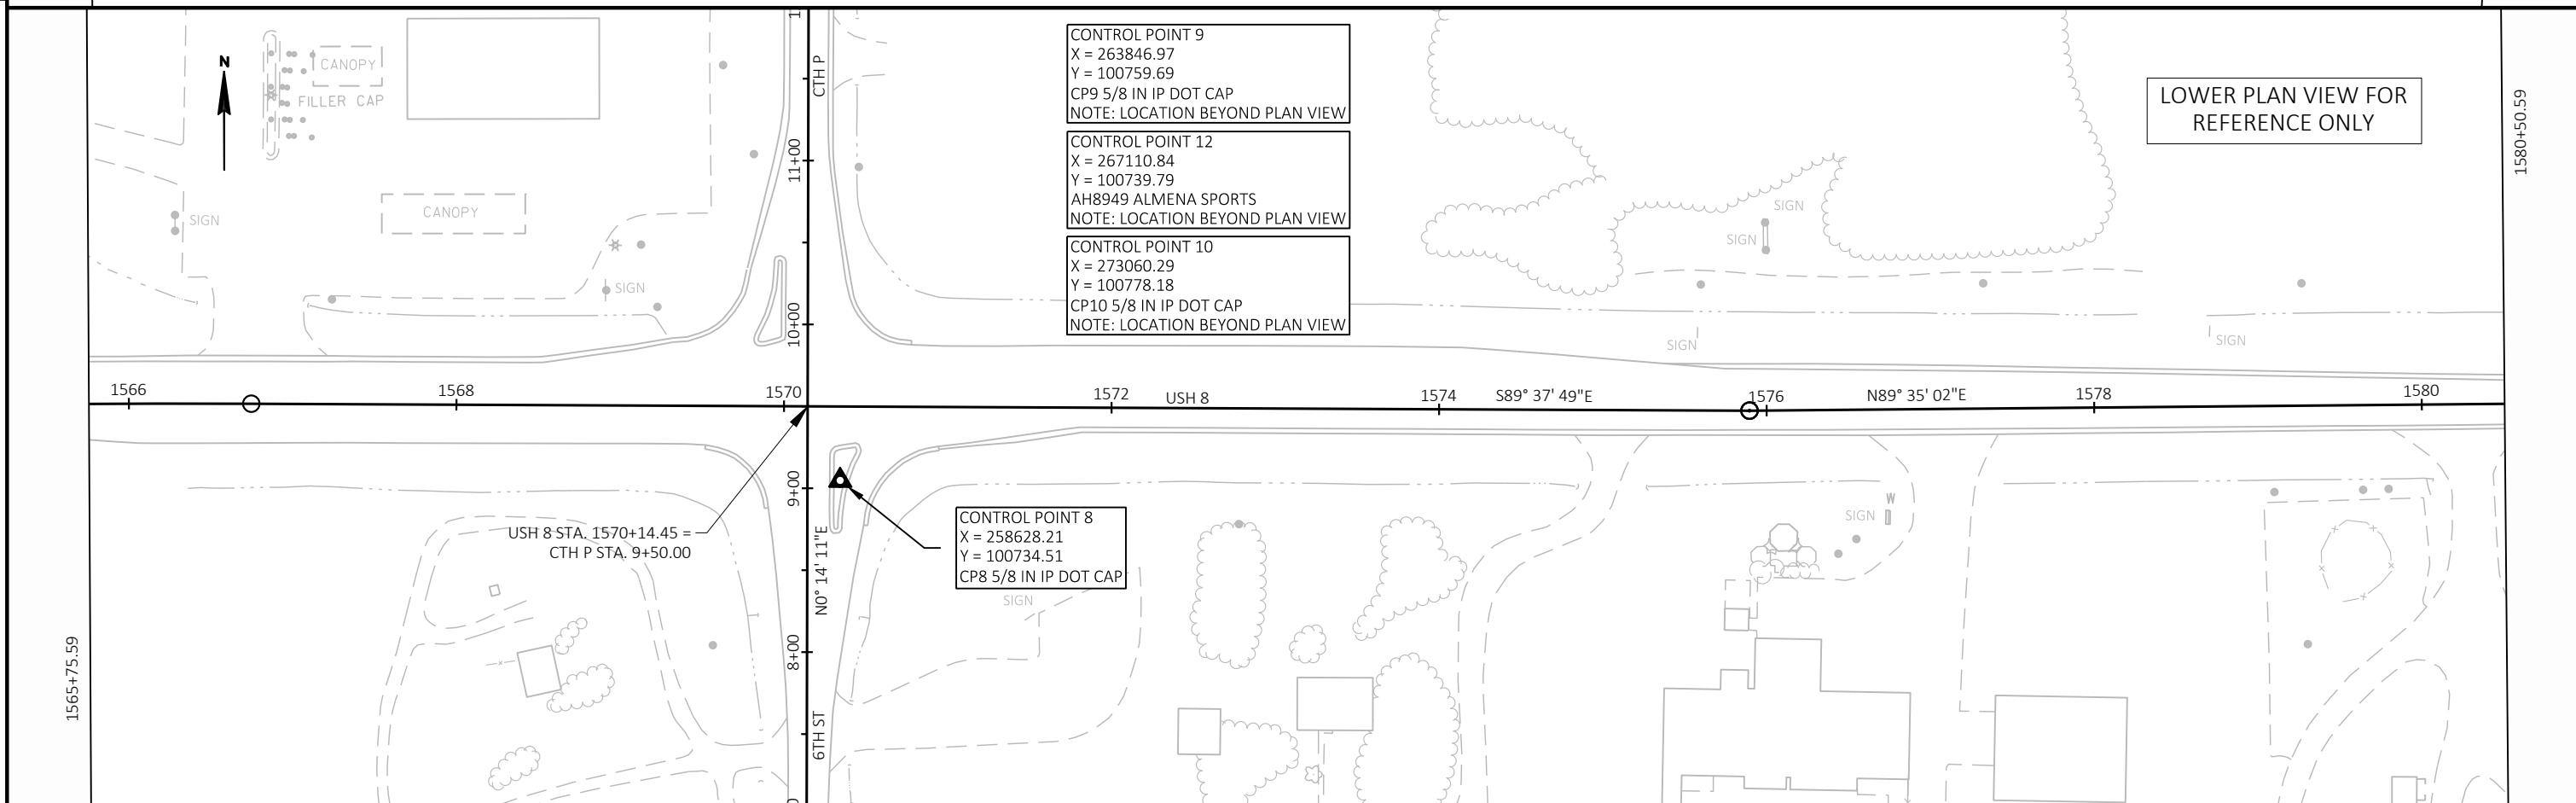 N
CANOPY
FILLER CAP
CANOPY
SIGN
SIGN
CTH P
11+00
10+00
CONTROL POINT 9
X = 263846.97
Y = 100759.69
CP9 5/8 IN IP DOT CAP
NOTE: LOCATION BEYOND PLAN VIEW
CONTROL POINT 12
X = 267110.84
Y = 100739.79
AH8949 ALMENA SPORTS
NOTE: LOCATION BEYOND PLAN VIEW
CONTROL POINT 10
X = 273060.29
Y = 100778.18
CP10 5/8 IN IP DOT CAP
NOTE: LOCATION BEYOND PLAN VIEW
LOWER PLAN VIEW FOR
REFERENCE ONLY
1580+50.59
SIGN
SIGN
SIGN
SIGN
1566
1568
1570
1572
USH 8
1574
S89° 37' 49"E
1576
N89° 35' 02"E
1578
1580
9+00
USH 8 STA. 1570+14.45 =
CTH P STA. 9+50.00
N0° 14' 11"E
CONTROL POINT 8
X = 258628.21
Y = 100734.51
CP8 5/8 IN IP DOT CAP
SIGN
W
SIGN
8+00
6TH ST
1565+75.59